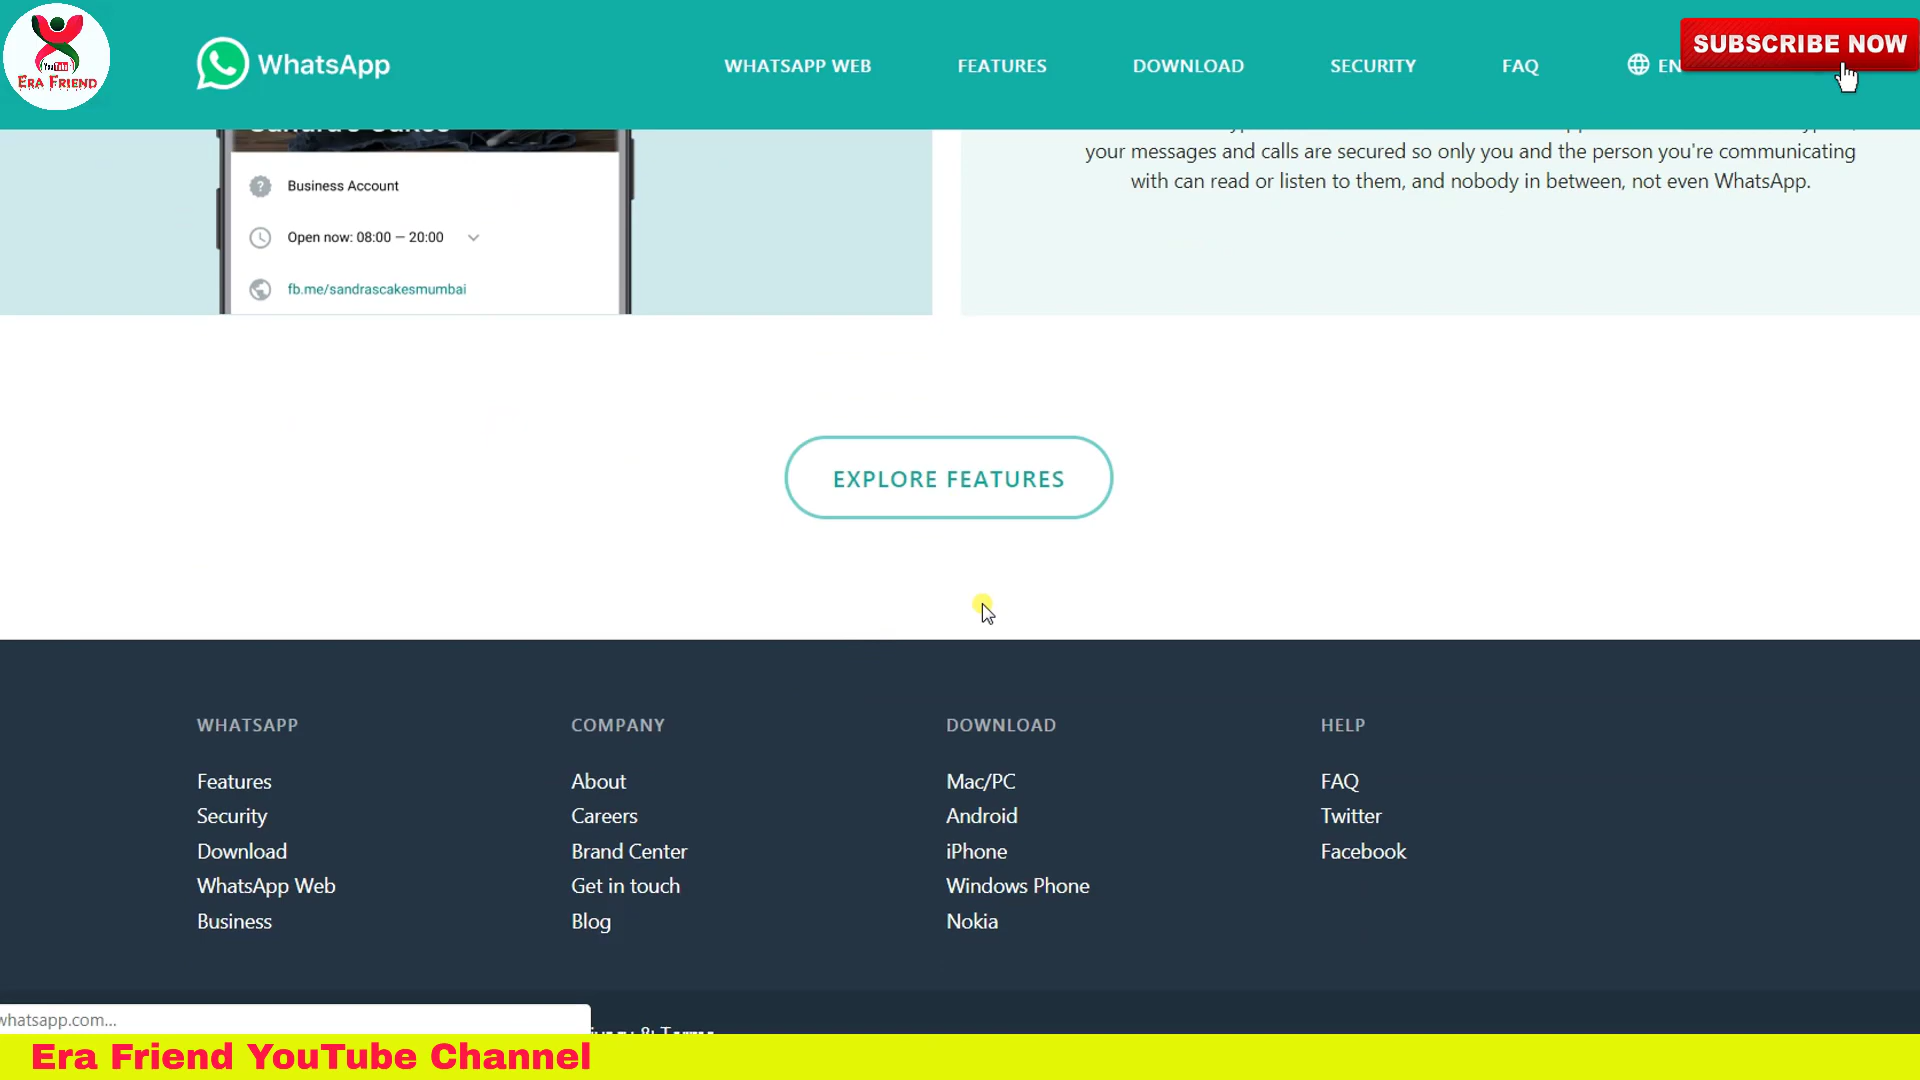 YouTube
ERA FRIEND
WhatsApp
WHATSAPP WEB
FEATURES
DOWNLOAD
SECURITY
FAQ
EN
SUBSCRIBE NOW
Business Account
Open now: 08:00 – 20:00
fb.me/sandrascakesmumbai
your messages and calls are secured so only you and the person you're communicating
with can read or listen to them, and nobody in between, not even WhatsApp.
EXPLORE FEATURES
WHATSAPP
Features
Security
Download
WhatsApp Web
Business
COMPANY
About
Careers
Brand Center
Get in touch
Blog
DOWNLOAD
Mac/PC
Android
iPhone
Windows Phone
Nokia
HELP
FAQ
Twitter
Facebook
whatsapp.com...
Era Friend YouTube Channel